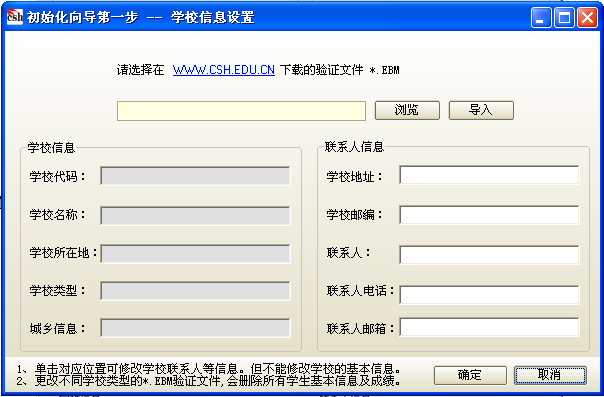 csh 初始化向导第一步 -- 学校信息设置
请选择在 WWW.CSH.EDU.CN 下载的验证文件 *.EBM
浏览 导入
学校信息
学校代码：
学校名称：
学校所在地：
学校类型：
城乡信息：
联系人信息
学校地址：
学校邮编：
联系人：
联系人电话：
联系人邮箱：
1、单击对应位置可修改学校联系人等信息。但不能修改学校的基本信息。
2、更改不同学校类型的*.EBM验证文件,会删除所有学生基本信息及成绩。
确定 取消